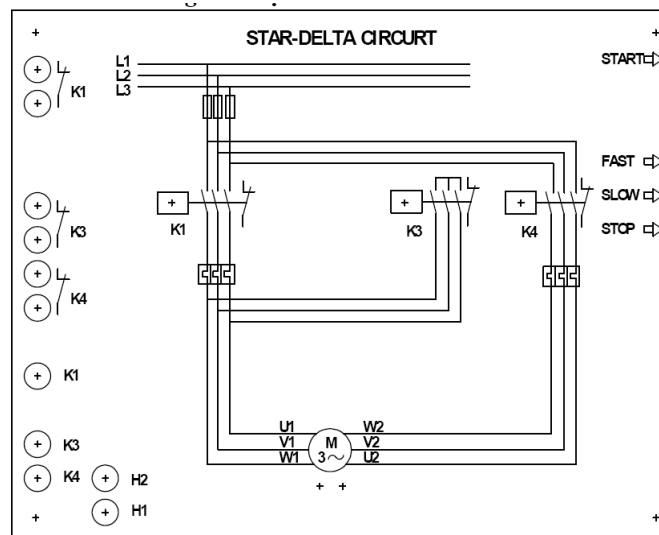 STAR-DELTA CIRCURT
L1
L2
L3
START
K1
FAST
SLOW
STOP
K1
K3
K4
K3
K4
K1
K3
K4
H2
H1
U1
V1
W1
M
3~
W2
V2
U2